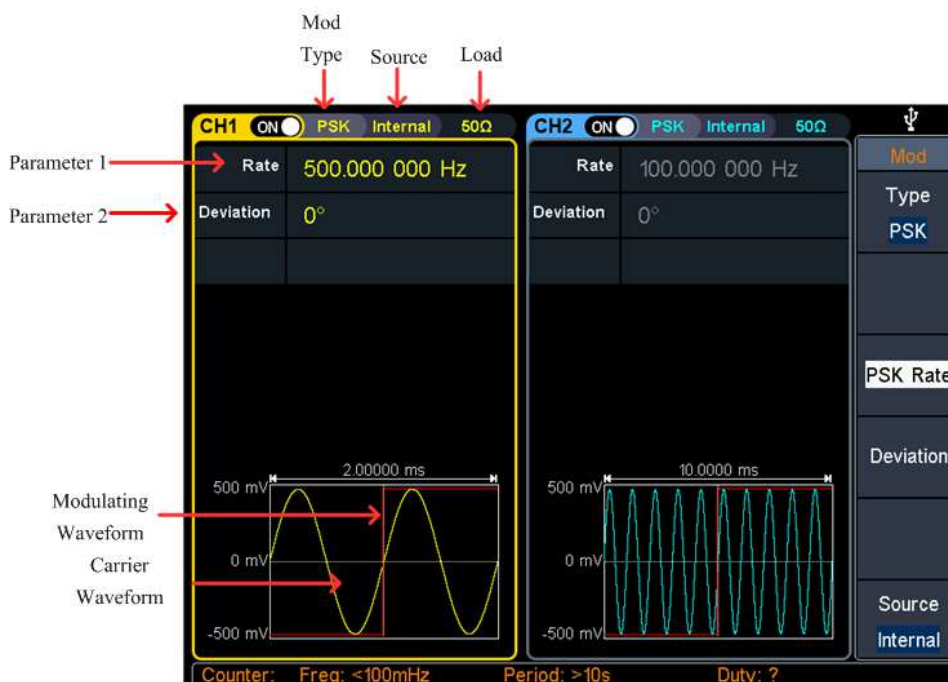 Mod
Type Source Load
CH1 ON PSK Internal 50Ω
CH2 ON PSK Internal 50Ω
Parameter 1
Rate 500.000 000 Hz
Rate 100.000 000 Hz
Mod
Parameter 2
Deviation 0°
Deviation 0°
Type
PSK
PSK Rate
Deviation
2.00000 ms
500 mV
0 mV
-500 mV
10.0000 ms
500 mV
0 mV
-500 mV
Modulating
Waveform
Carrier
Waveform
Source
Internal
Counter: Freq: <100mHz Period: >10s Duty: ?